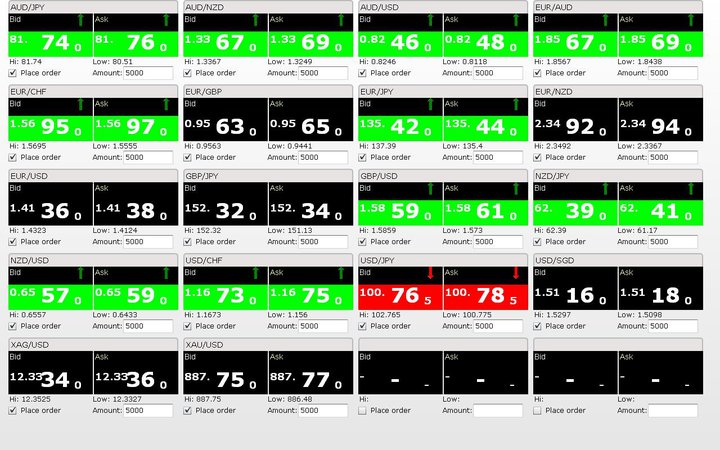 AUD/JPY AUD/NZD AUD/USD EUR/AUD
Bid Ask Bid Ask Bid Ask Bid Ask
81. 74 0 81. 76 0 1.33 67 0 1.33 69 0 0.82 46 0 0.82 48 0 1.85 67 0 1.85 69 0
Hi: 81.74 Low: 80.51 Hi: 1.3367 Low: 1.3249 Hi: 0.8246 Low: 0.8118 Hi: 1.8567 Low: 1.8438
Place order Amount: 5000 Place order Amount: 5000 Place order Amount: 5000 Place order Amount: 5000
EUR/CHF EUR/GBP EUR/JPY EUR/NZD
Bid Ask Bid Ask Bid Ask Bid Ask
1.56 95 0 1.56 97 0 0.95 63 0 0.95 65 0 135. 42 0 135. 44 0 2.34 92 0 2.34 94 0
Hi: 1.5695 Low: 1.5555 Hi: 0.9563 Low: 0.9441 Hi: 137.39 Low: 135.4 Hi: 2.3492 Low: 2.3367
Place order Amount: 5000 Place order Amount: 5000 Place order Amount: 5000 Place order Amount: 5000
EUR/USD GBP/JPY GBP/USD NZD/JPY
Bid Ask Bid Ask Bid Ask Bid Ask
1.41 36 0 1.41 38 0 152. 32 0 152. 34 0 1.58 59 0 1.58 61 0 62. 39 0 62. 41 0
Hi: 1.4323 Low: 1.4124 Hi: 152.32 Low: 151.13 Hi: 1.5859 Low: 1.573 Hi: 62.39 Low: 61.17
Place order Amount: 5000 Place order Amount: 5000 Place order Amount: 5000 Place order Amount: 5000
NZD/USD USD/CHF USD/JPY USD/SGD
Bid Ask Bid Ask Bid Ask Bid Ask
0.65 57 0 0.65 59 0 1.16 73 0 1.16 75 0 100. 76 5 100. 78 5 1.51 16 0 1.51 18 0
Hi: 0.6557 Low: 0.6433 Hi: 1.1673 Low: 1.156 Hi: 102.765 Low: 100.775 Hi: 1.5297 Low: 1.5098
Place order Amount: 5000 Place order Amount: 5000 Place order Amount: 5000 Place order Amount: 5000
XAG/USD XAU/USD
Bid Ask Bid Ask Bid Ask Bid Ask
12.33 34 0 12.33 36 0 887. 75 0 887. 77 0 - - - - - - - - - - - -
Hi: 12.3525 Low: 12.3327 Hi: 887.75 Low: 886.48 Hi: Low: Hi: Low:
Place order Amount: 5000 Place order Amount: 5000 Place order Amount: Place order Amount: